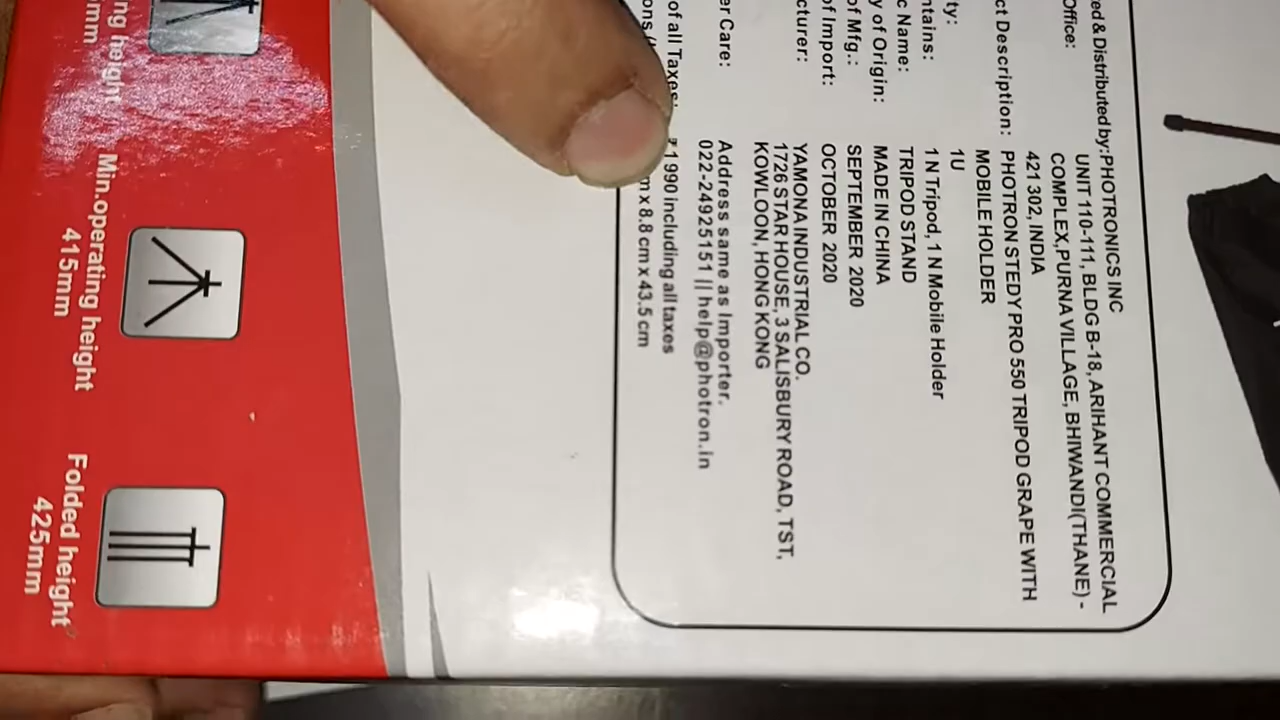 red & Distributed by: PHOTRONICS INC
Office: UNIT 110-111, BLDG B-18, ARIHANT COMMERCIAL
COMPLEX, PURNA VILLAGE, BHIWANDI(THANE) -
421 302, INDIA
ct Description: PHOTRON STEDY PRO 550 TRIPOD GRAPE WITH
MOBILE HOLDER
ty: 1U
ntains: 1 N Tripod, 1 N Mobile Holder
c Name: TRIPOD STAND
y of Origin: MADE IN CHINA
of Mfg.: SEPTEMBER 2020
of Import: OCTOBER 2020
cturer: YAMONA INDUSTRIAL CO.
1726 STAR HOUSE, 3 SALISBURY ROAD, TST,
KOWLOON, HONG KONG
er Care: Address same as Importer.
022-24925151 || help@photron.in
of all Taxes: 1990 including all taxes
ons m x 8.8 cm x 43.5 cm
ng height
mm
Min.operating height
415mm
Folded height
425mm